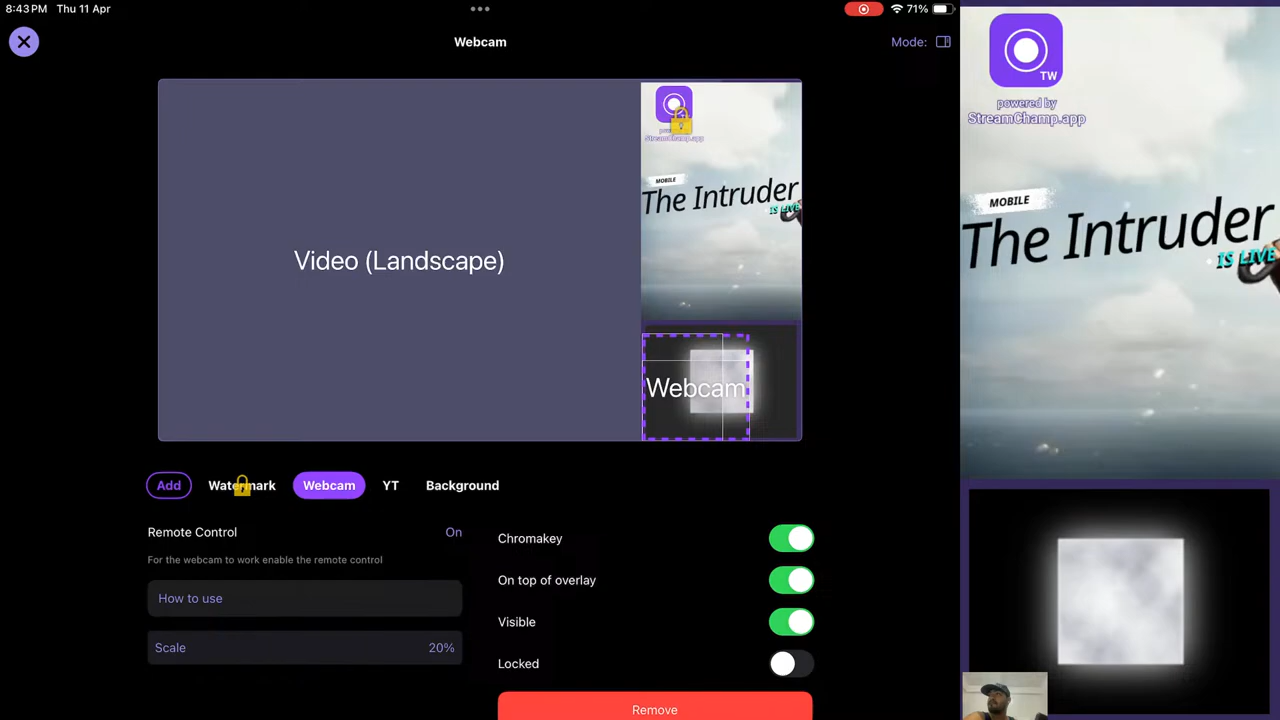 8:43 PM Thu 11 Apr
71%
Webcam
Mode:
Video (Landscape)
MOBILE
The Intruder
IS LIVE
Webcam
Add
Watermark
Webcam
YT
Background
Remote Control
On
For the webcam to work enable the remote control
How to use
Scale
20%
Chromakey
On top of overlay
Visible
Locked
Remove
TW
powered by
StreamChamp.app
MOBILE
The Intruder
IS LIVE